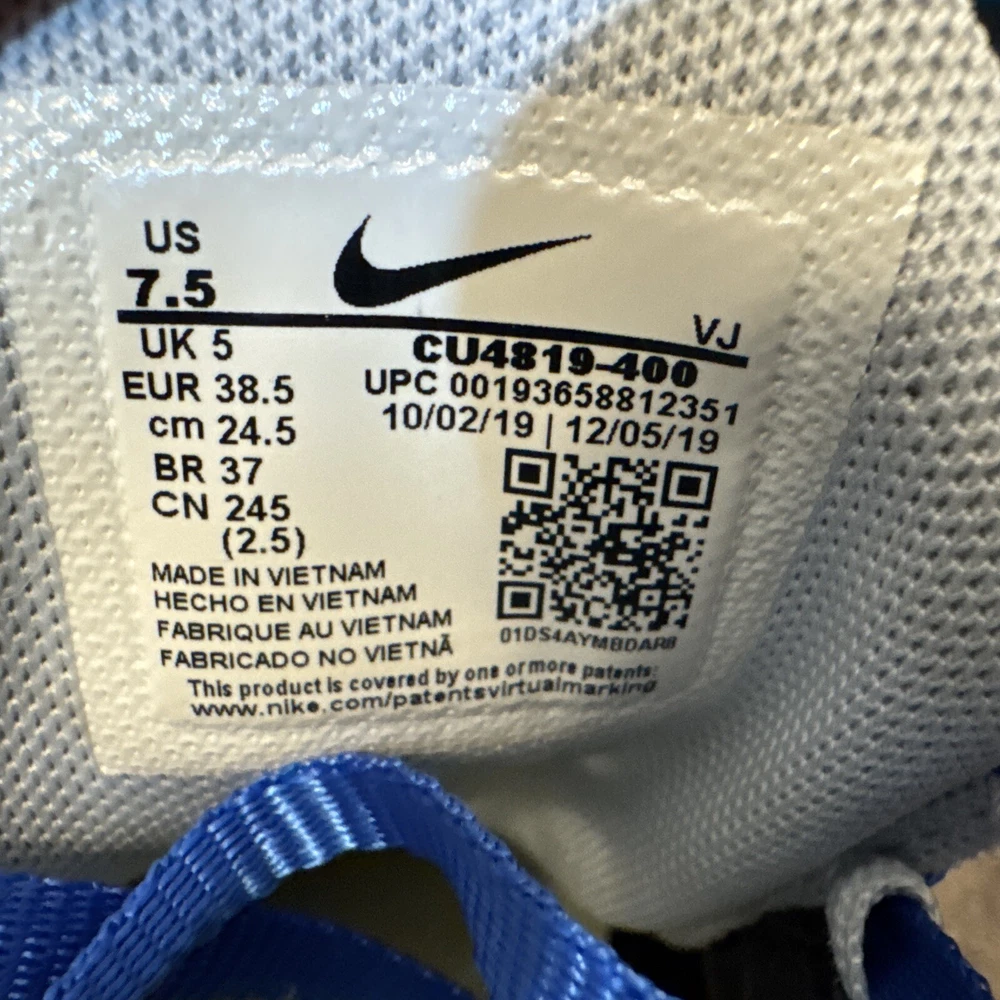 US
7.5
VJ
UK 5
EUR 38.5
cm 24.5
BR 37
CN 245
(2.5)
CU4819-400
UPC 00193658812351
10/02/19 | 12/05/19
01DS4AYMBDAR8
MADE IN VIETNAM
HECHO EN VIETNAM
FABRIQUE AU VIETNAM
FABRICADO NO VIETNÃ
This product is covered by one or more patents:
www.nike.com/patentsvirtualmarking